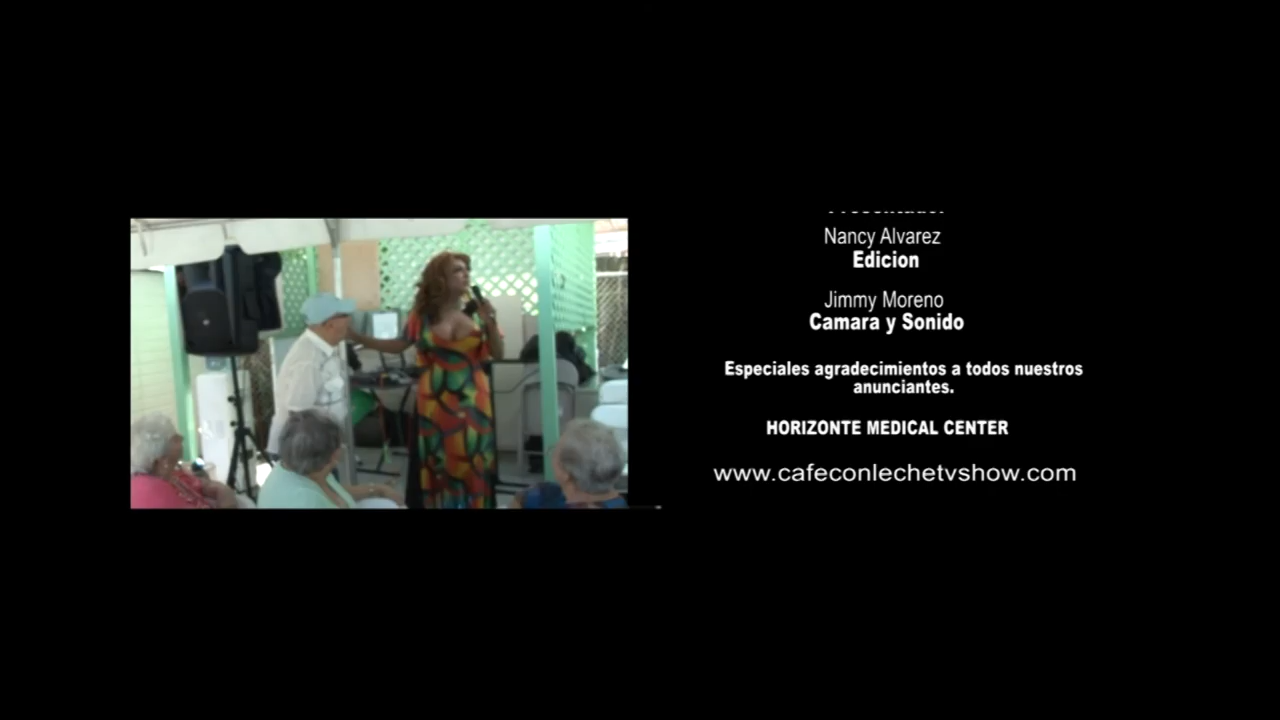 Nancy Alvarez
Edicion
Jimmy Moreno
Camara y Sonido
Especiales agradecimientos a todos nuestros
anunciantes.
HORIZONTE MEDICAL CENTER
www.cafeconlechetvshow.com